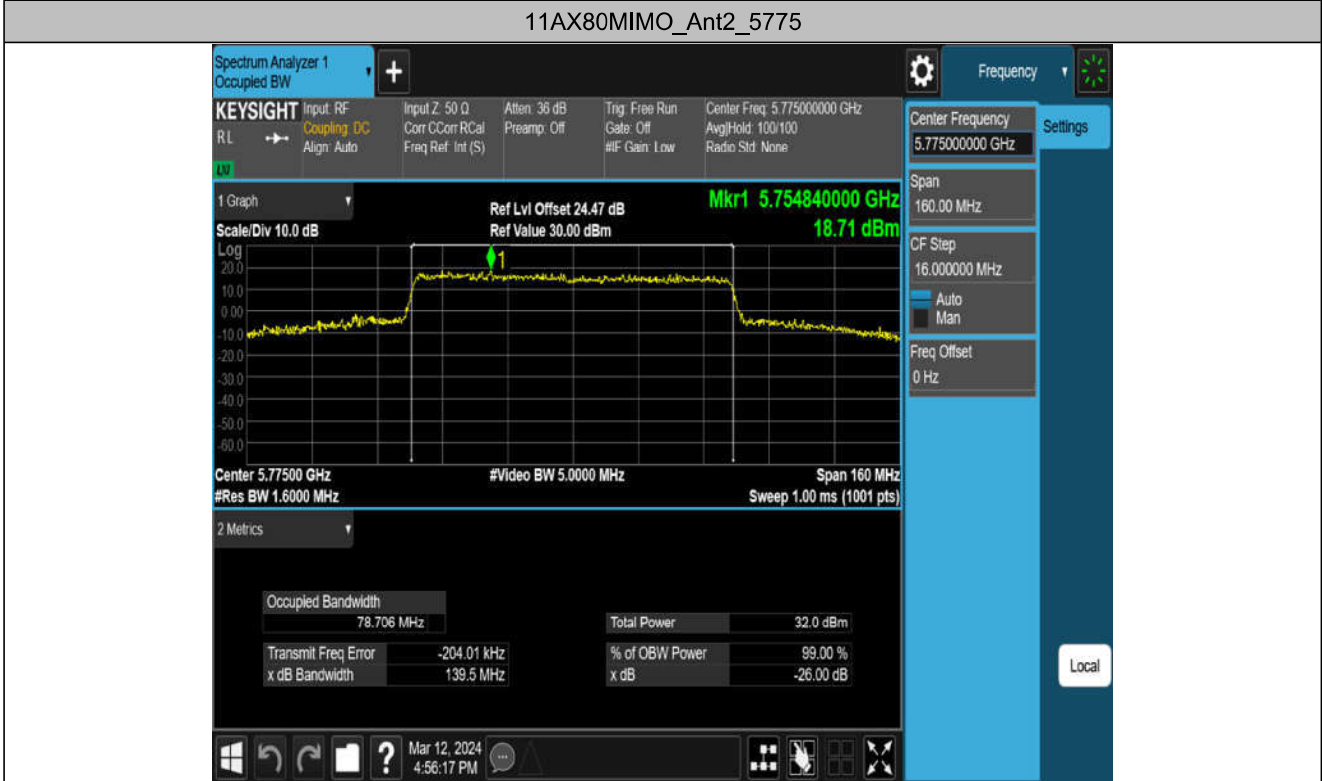 11AX80MIMO_Ant2_5775
Spectrum Analyzer 1
Occupied BW
+
Frequency
KEYSIGHT
RL
LXI
Input: RF
Coupling: DC
Align: Auto
Input Z: 50 Ω
Corr CCorr RCal
Freq Ref: Int (S)
Atten: 36 dB
Preamp: Off
Trig: Free Run
Gate: Off
#IF Gain: Low
Center Freq: 5.775000000 GHz
Avg|Hold: 100/100
Radio Std: None
Center Frequency
5.775000000 GHz
Settings
Span
160.00 MHz
CF Step
16.000000 MHz
Auto
Man
Freq Offset
0 Hz
1 Graph
Scale/Div 10.0 dB
Ref Lvl Offset 24.47 dB
Ref Value 30.00 dBm
Mkr1 5.754840000 GHz
18.71 dBm
Log
20.0
10.0
0.00
-10.0
-20.0
-30.0
-40.0
-50.0
-60.0
1
Center 5.77500 GHz
#Video BW 5.0000 MHz
Span 160 MHz
#Res BW 1.6000 MHz
Sweep 1.00 ms (1001 pts)
2 Metrics
Occupied Bandwidth
78.706 MHz
Total Power 32.0 dBm
Transmit Freq Error -204.01 kHz
% of OBW Power 99.00 %
x dB Bandwidth 139.5 MHz
x dB -26.00 dB
Local
?
Mar 12, 2024
4:56:17 PM